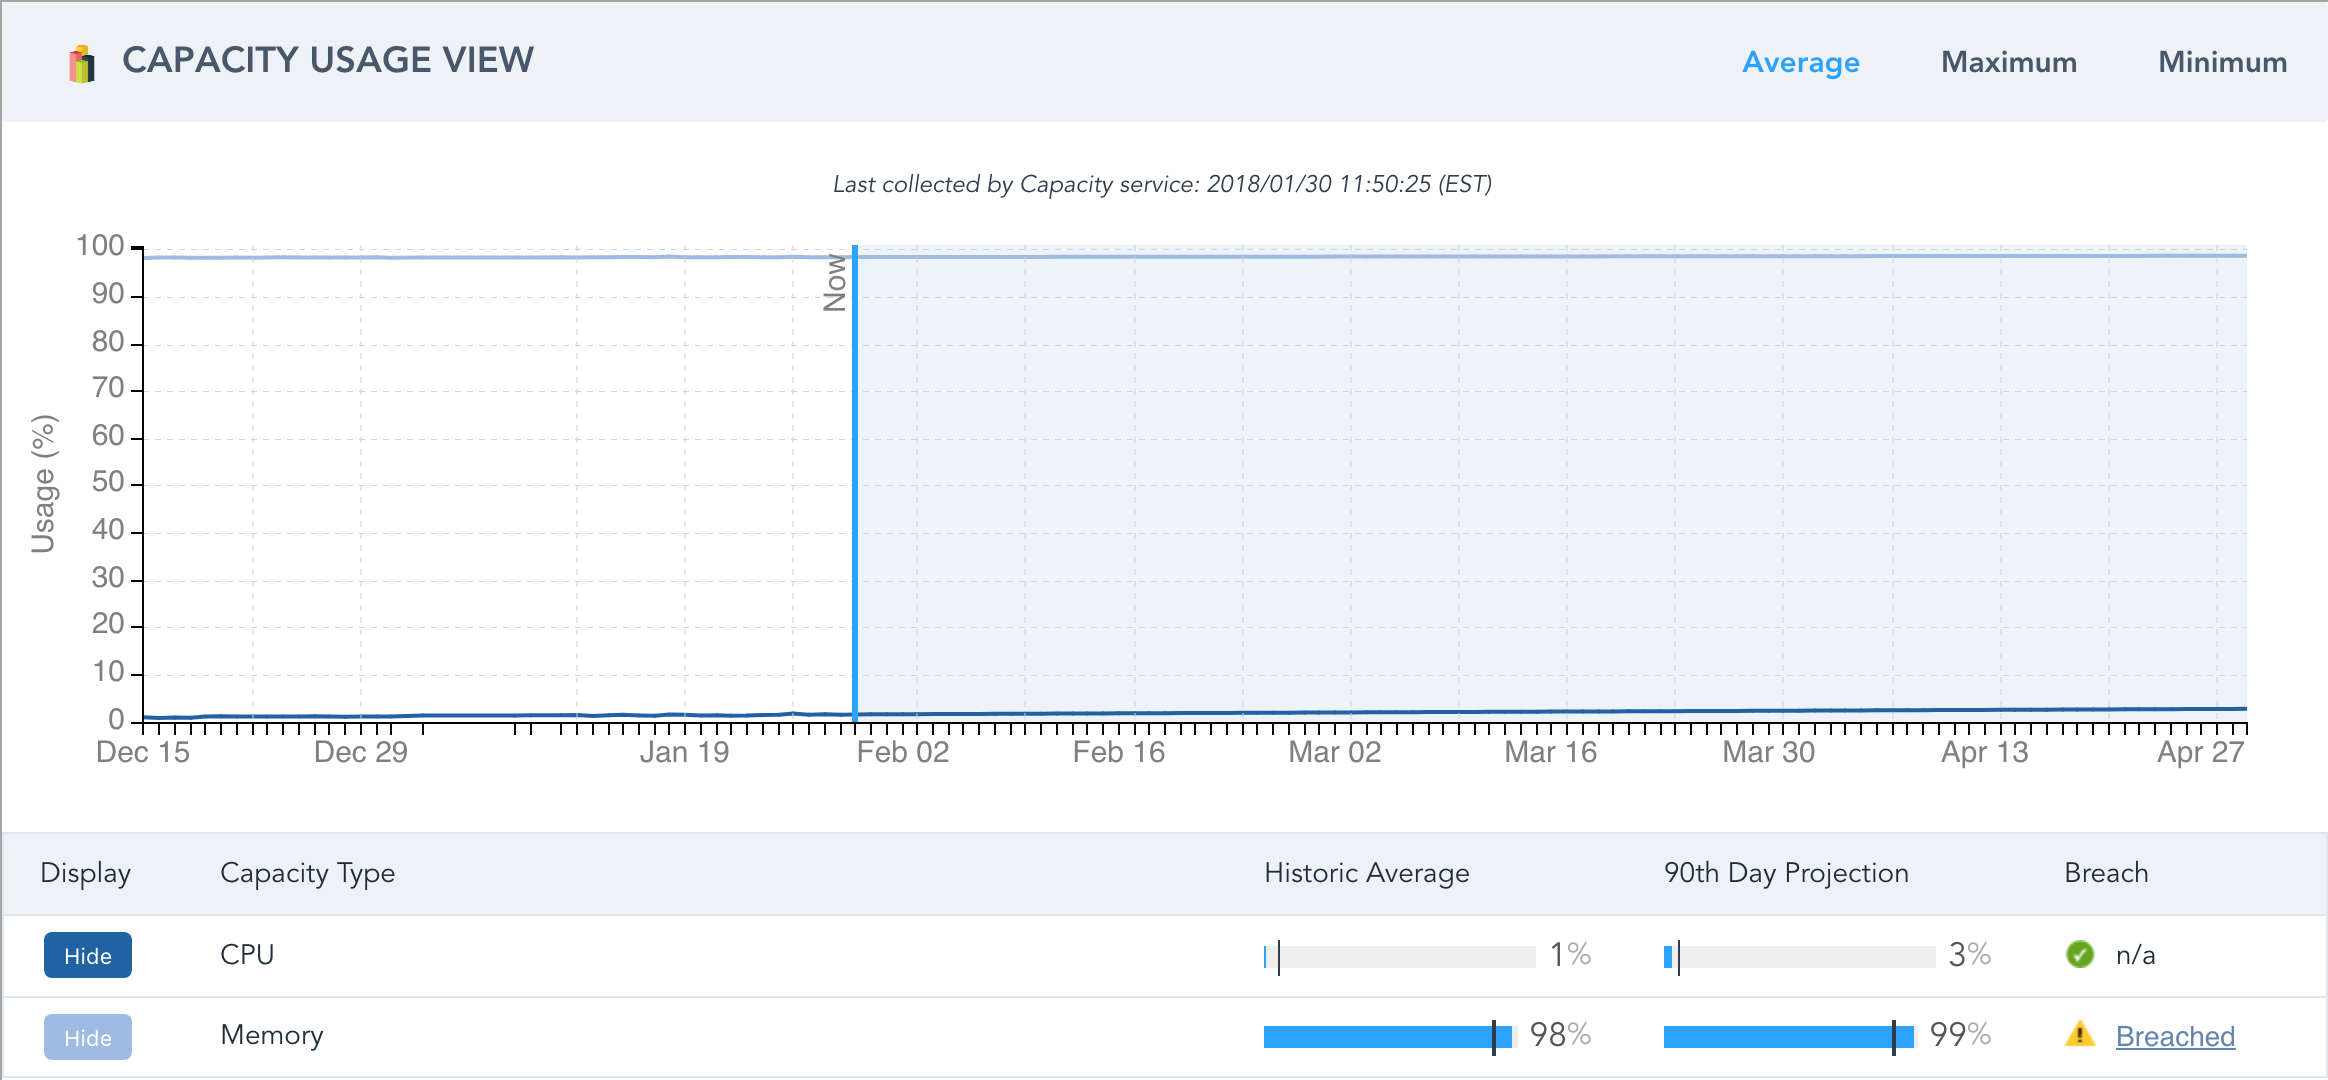 CAPACITY USAGE VIEW
Average Maximum Minimum
Last collected by Capacity service: 2018/01/30 11:50:25 (EST)
100
90
80
70
60
50
40
30
20
10
0
Usage (%)
Now
Dec 15 Dec 29 Jan 19 Feb 02 Feb 16 Mar 02 Mar 16 Mar 30 Apr 13 Apr 27
Display Capacity Type Historic Average 90th Day Projection Breach
Hide CPU 1% 3% n/a
Hide Memory 98% 99% Breached